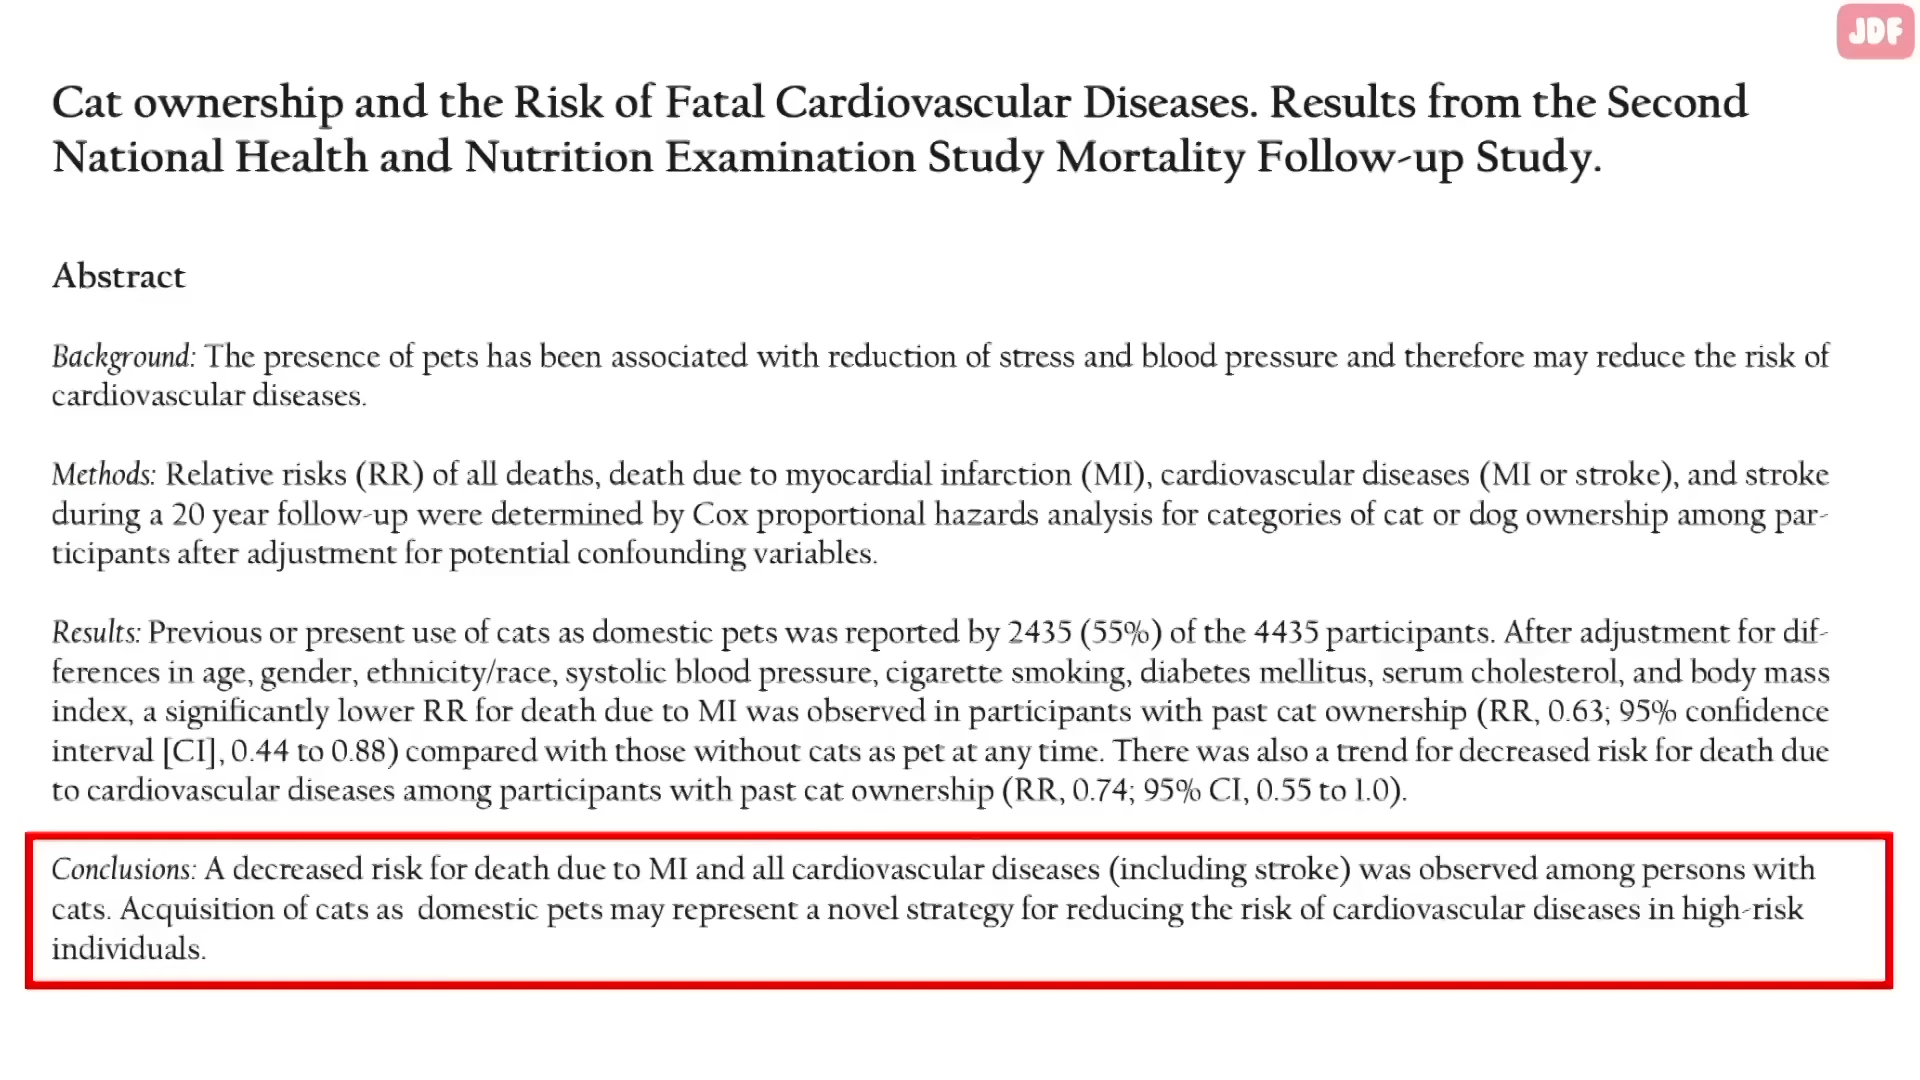 JDF
Cat ownership and the Risk of Fatal Cardiovascular Diseases. Results from the Second
National Health and Nutrition Examination Study Mortality Follow-up Study.
Abstract
Background: The presence of pets has been associated with reduction of stress and blood pressure and therefore may reduce the risk of
cardiovascular diseases.
Methods: Relative risks (RR) of all deaths, death due to myocardial infarction (MI), cardiovascular diseases (MI or stroke), and stroke
during a 20 year follow-up were determined by Cox proportional hazards analysis for categories of cat or dog ownership among par-
ticipants after adjustment for potential confounding variables.
Results: Previous or present use of cats as domestic pets was reported by 2435 (55%) of the 4435 participants. After adjustment for dif-
ferences in age, gender, ethnicity/race, systolic blood pressure, cigarette smoking, diabetes mellitus, serum cholesterol, and body mass
index, a significantly lower RR for death due to MI was observed in participants with past cat ownership (RR, 0.63; 95% confidence
interval [CI], 0.44 to 0.88) compared with those without cats as pet at any time. There was also a trend for decreased risk for death due
to cardiovascular diseases among participants with past cat ownership (RR, 0.74; 95% CI, 0.55 to 1.0).
Conclusions: A decreased risk for death due to MI and all cardiovascular diseases (including stroke) was observed among persons with
cats. Acquisition of cats as domestic pets may represent a novel strategy for reducing the risk of cardiovascular diseases in high-risk
individuals.